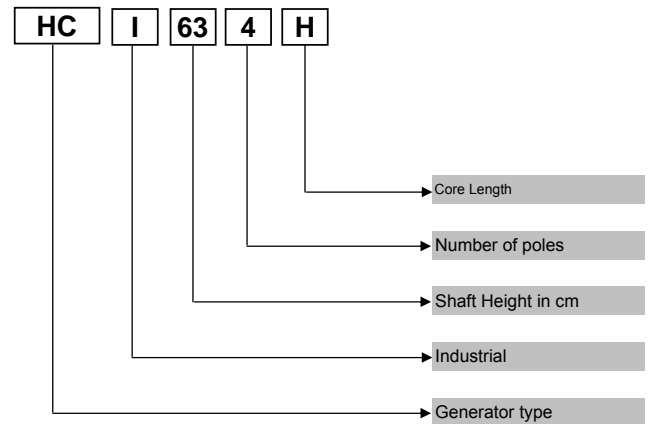 HC I 63 4 H
Core Length
Number of poles
Shaft Height in cm
Industrial
Generator type